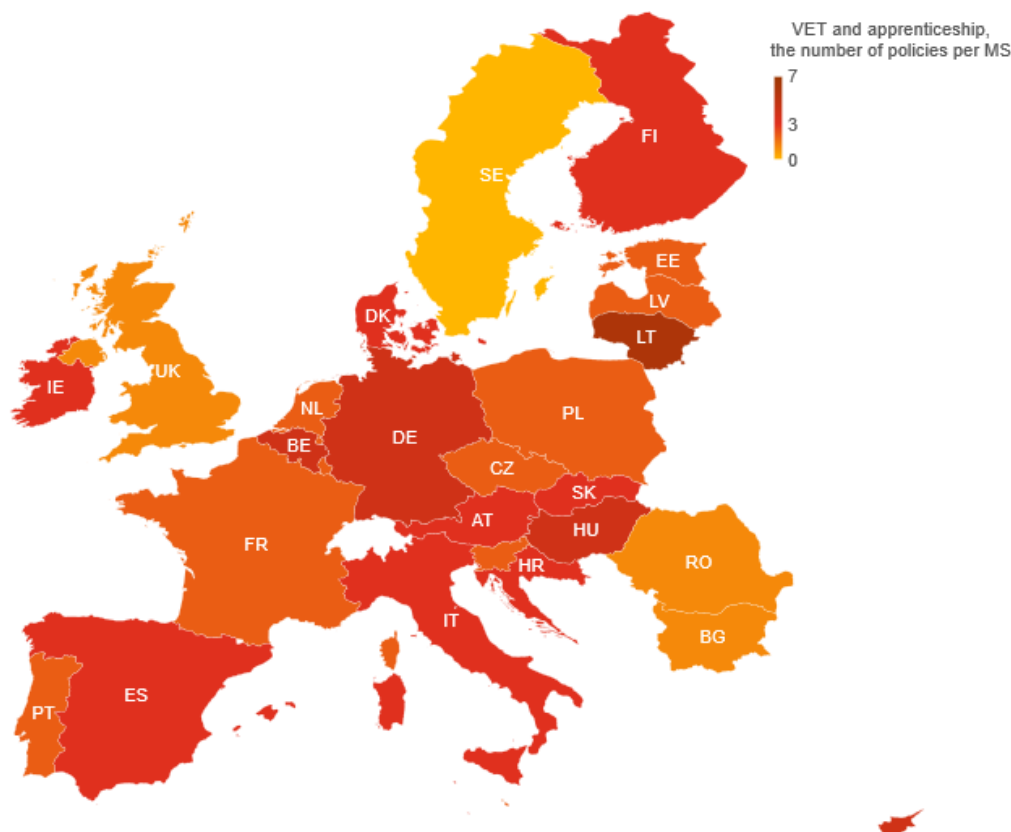 VET and apprenticeship,
the number of policies per MS
7
3
0
FI
SE
EE
LV
DK
LT
UK
IE
NL
PL
DE
BE
CZ
SK
AT
HU
FR
RO
HR
IT
BG
ES
PT